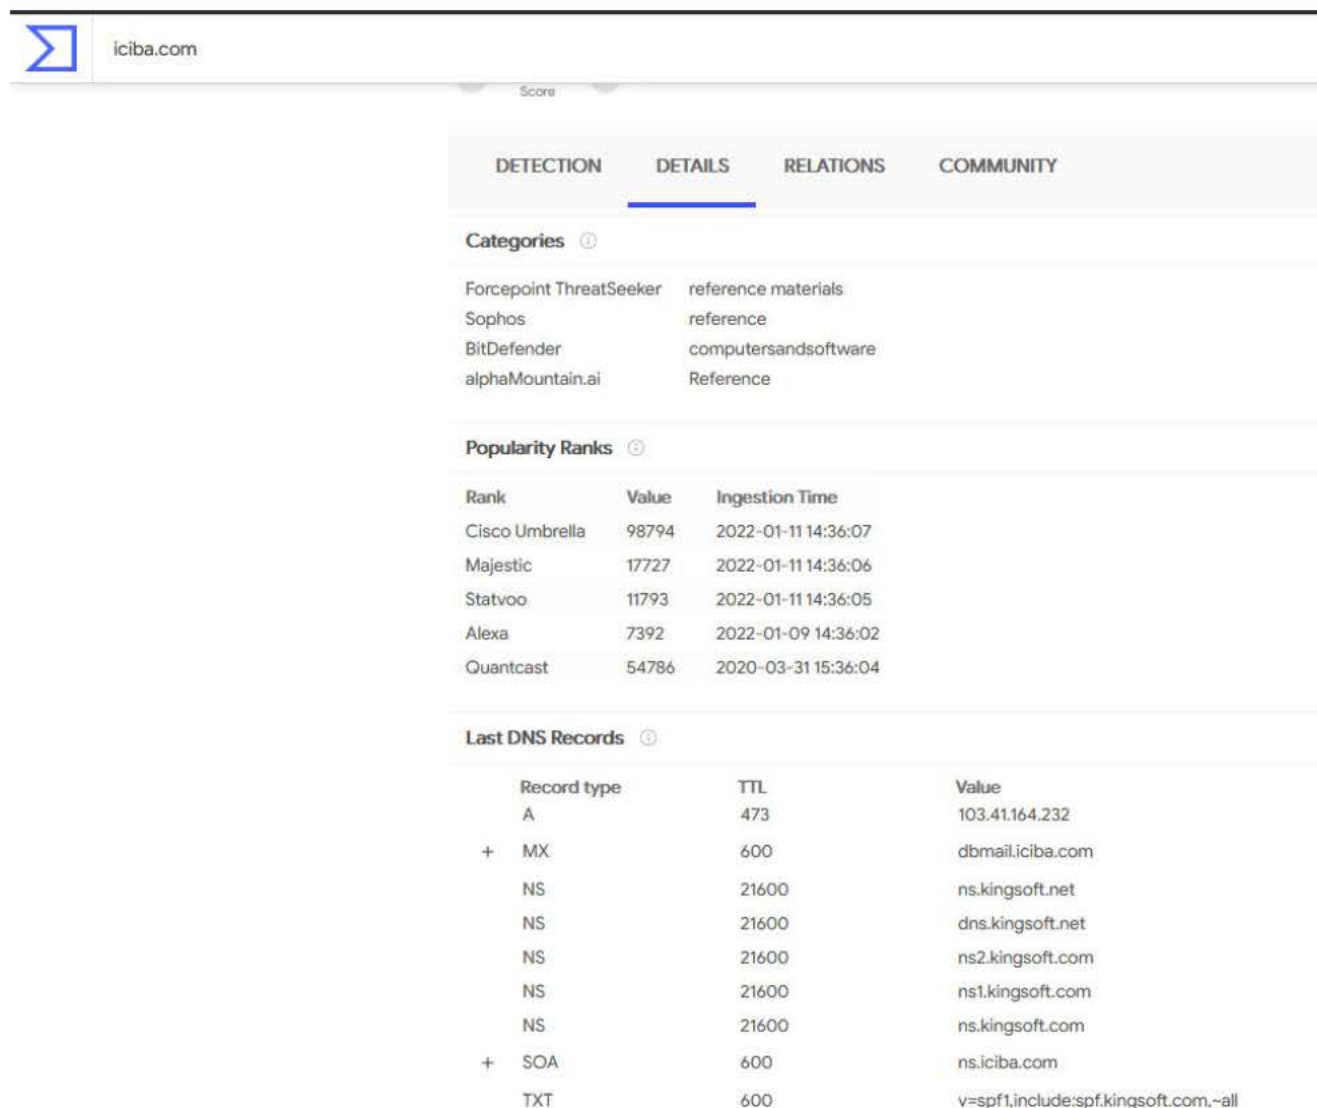 iciba.com
Score
DETECTION DETAILS RELATIONS COMMUNITY
Categories
Forcepoint ThreatSeeker reference materials
Sophos reference
BitDefender computersandsoftware
alphaMountain.ai Reference
Popularity Ranks
Rank Value Ingestion Time
Cisco Umbrella 98794 2022-01-11 14:36:07
Majestic 17727 2022-01-11 14:36:06
Statvoo 11793 2022-01-11 14:36:05
Alexa 7392 2022-01-09 14:36:02
Quantcast 54786 2020-03-31 15:36:04
Last DNS Records
Record type TTL Value
A 473 103.41.164.232
+ MX 600 dbmail.iciba.com
NS 21600 ns.kingsoft.net
NS 21600 dns.kingsoft.net
NS 21600 ns2.kingsoft.com
NS 21600 ns1.kingsoft.com
NS 21600 ns.kingsoft.com
+ SOA 600 ns.iciba.com
TXT 600 v=spf1,include:spf.kingsoft.com,~all